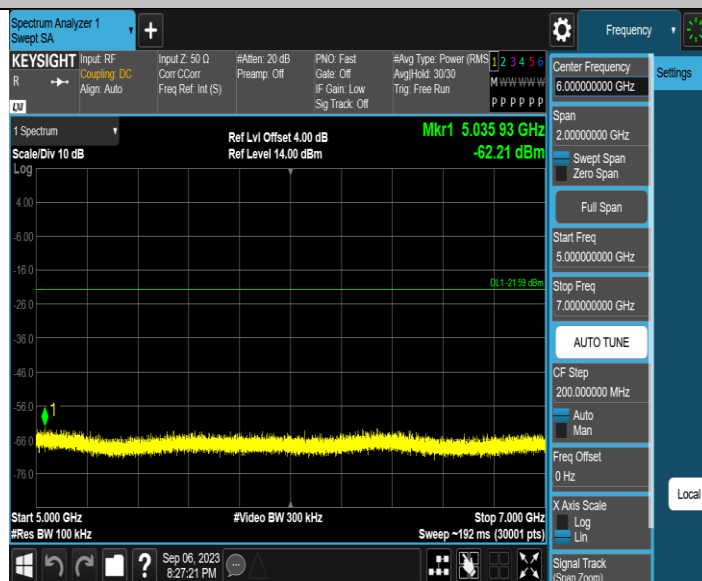 Spectrum Analyzer 1
Swept SA
Frequency
KEYSIGHT
R
LXI
Input: RF
Coupling: DC
Align: Auto
Input Z: 50 Ω
Corr CCorr
Freq Ref: Int (S)
#Atten: 20 dB
Preamp: Off
PNO: Fast
Gate: Off
IF Gain: Low
Sig Track: Off
#Avg Type: Power (RMS
Avg|Hold: 30/30
Trig: Free Run
1 2 3 4 5 6
M W W W W W
P P P P P P
1 Spectrum
Scale/Div 10 dB
Ref Lvl Offset 4.00 dB
Ref Level 14.00 dBm
Mkr1 5.035 93 GHz
-62.21 dBm
Log
4.00
-6.00
-16.0
-26.0
-36.0
-46.0
-56.0
-66.0
-76.0
DL1 -21.59 dBm
1
Start 5.000 GHz
#Res BW 100 kHz
#Video BW 300 kHz
Stop 7.000 GHz
Sweep ~192 ms (30001 pts)
Sep 06, 2023
8:27:21 PM
?
Center Frequency
6.000000000 GHz
Span
2.00000000 GHz
Swept Span
Zero Span
Full Span
Start Freq
5.000000000 GHz
Stop Freq
7.000000000 GHz
AUTO TUNE
CF Step
200.000000 MHz
Auto
Man
Freq Offset
0 Hz
X Axis Scale
Log
Lin
Signal Track
(Span Zoom)
Settings
Local